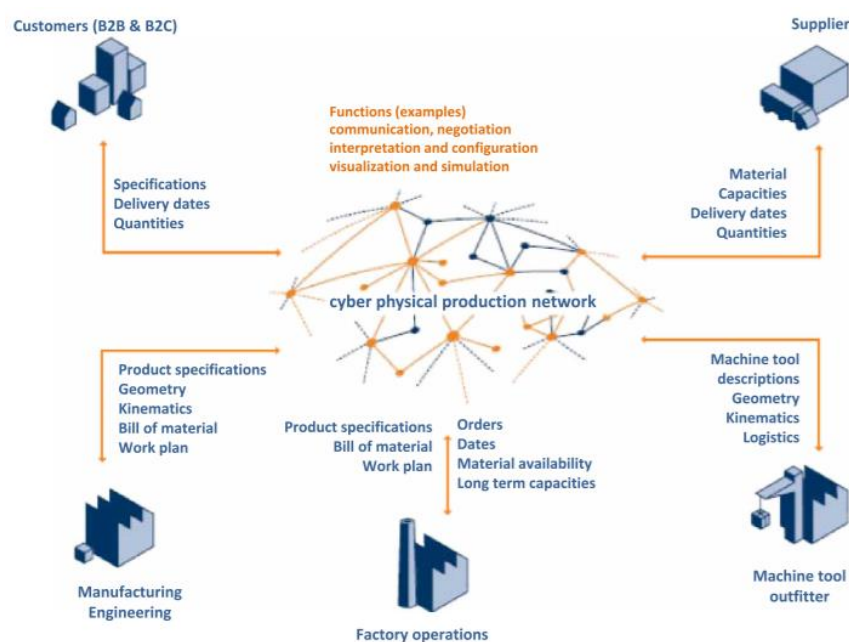 Customers (B2B & B2C)
Supplier
Functions (examples)
communication, negotiation
interpretation and configuration
visualization and simulation
Specifications
Delivery dates
Quantities
Material
Capacities
Delivery dates
Quantities
cyber physical production network
Product specifications
Geometry
Kinematics
Bill of material
Work plan
Product specifications
Bill of material
Work plan
Orders
Dates
Material availability
Long term capacities
Machine tool
descriptions
Geometry
Kinematics
Logistics
Manufacturing
Engineering
Factory operations
Machine tool
outfitter